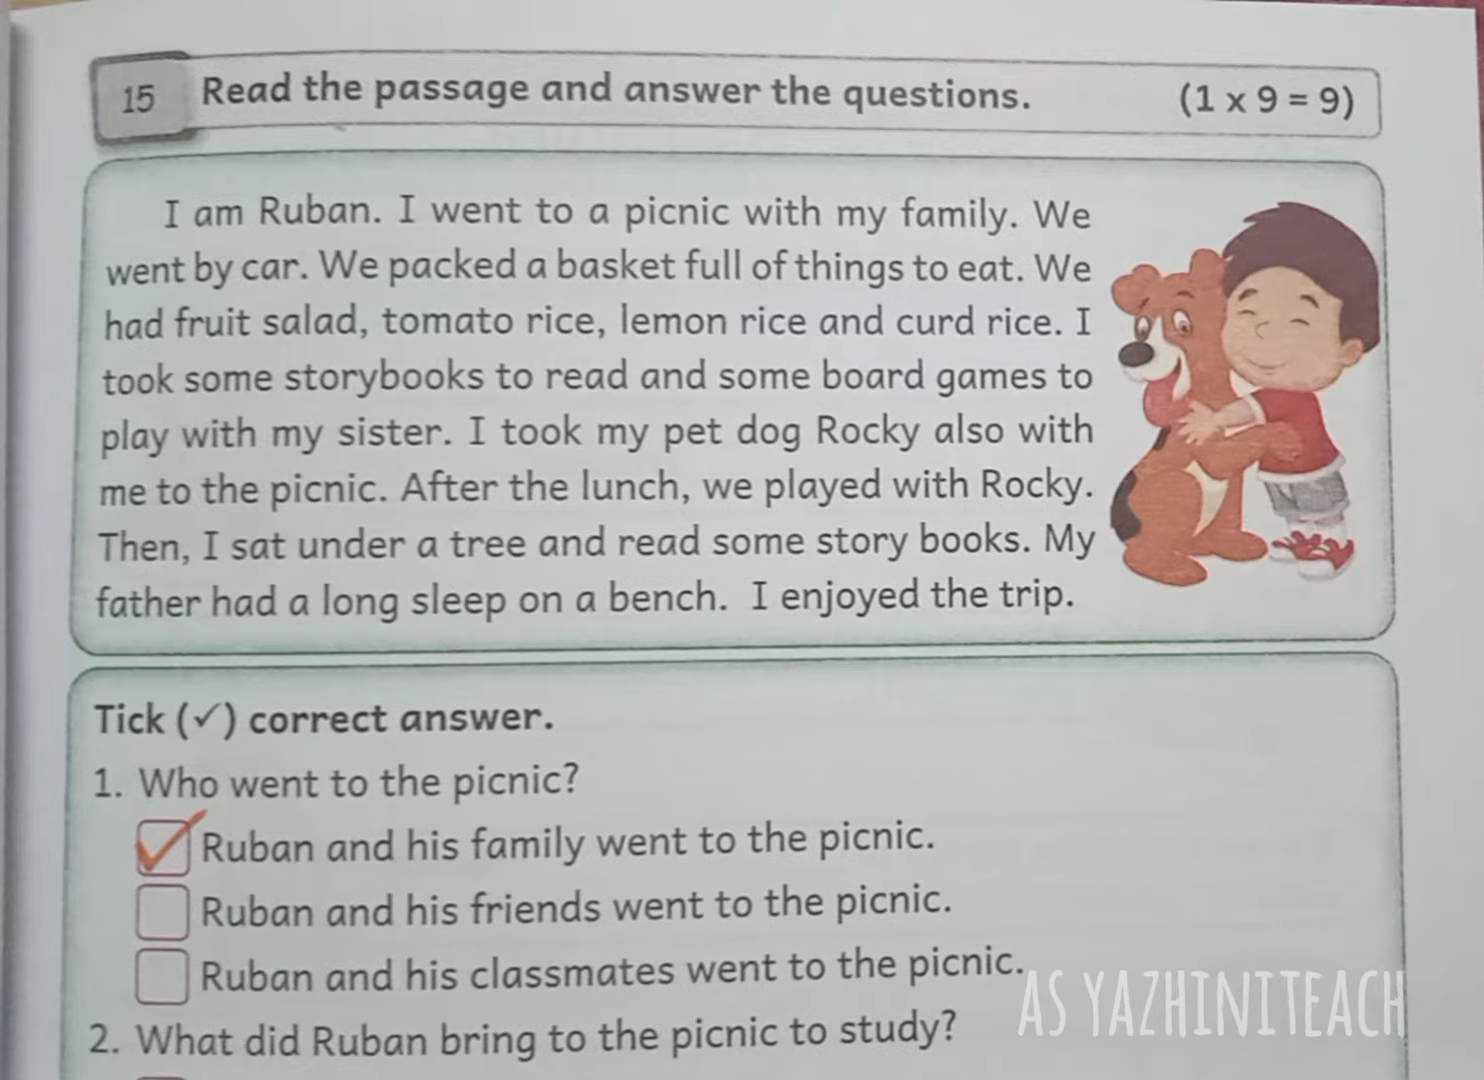 15 Read the passage and answer the questions. (1 x 9 = 9)
I am Ruban. I went to a picnic with my family. We
went by car. We packed a basket full of things to eat. We
had fruit salad, tomato rice, lemon rice and curd rice. I
took some storybooks to read and some board games to
play with my sister. I took my pet dog Rocky also with
me to the picnic. After the lunch, we played with Rocky.
Then, I sat under a tree and read some story books. My
father had a long sleep on a bench. I enjoyed the trip.
Tick (✓) correct answer.
1. Who went to the picnic?
Ruban and his family went to the picnic.
Ruban and his friends went to the picnic.
Ruban and his classmates went to the picnic.
AS YAZHINITEACH
2. What did Ruban bring to the picnic to study?